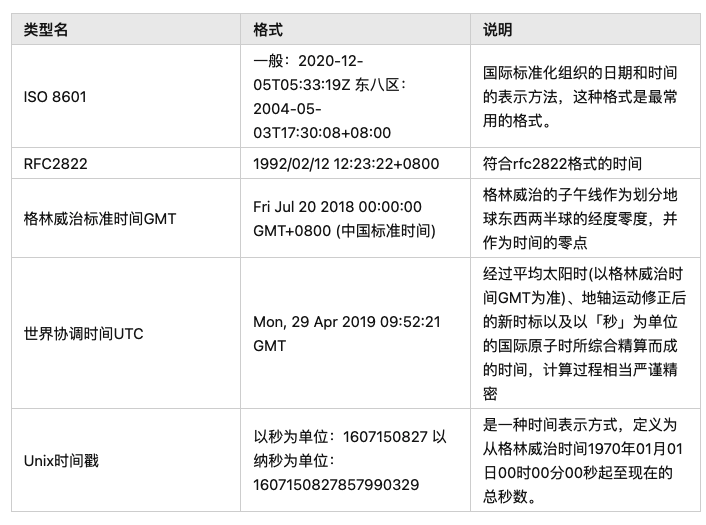 类型名
格式
说明
ISO 8601
一般：2020-12-
05T05:33:19Z 东八区：
2004-05-
03T17:30:08+08:00
国际标准化组织的日期和时间
的表示方法，这种格式是最常
用的格式。
RFC2822
1992/02/12 12:23:22+0800
符合rfc2822格式的时间
格林威治标准时间GMT
Fri Jul 20 2018 00:00:00
GMT+0800 (中国标准时间)
格林威治的子午线作为划分地
球东西两半球的经度零度，并
作为时间的零点
世界协调时间UTC
Mon, 29 Apr 2019 09:52:21
GMT
经过平均太阳时(以格林威治时
间GMT为准)、地轴运动修正后
的新时标以及以「秒」为单位
的国际原子时所综合精算而成
的时间，计算过程相当严谨精
密
Unix时间戳
以秒为单位：1607150827 以
纳秒为单位：
1607150827857990329
是一种时间表示方式，定义为
从格林威治时间1970年01月01
日00时00分00秒起至现在的
总秒数。